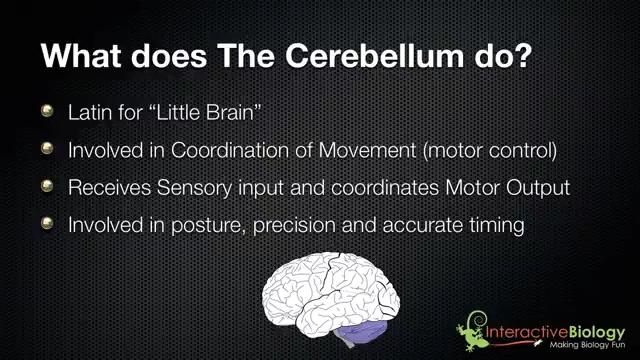 What does The Cerebellum do?
Latin for “Little Brain”
Involved in Coordination of Movement (motor control)
Receives Sensory input and coordinates Motor Output
Involved in posture, precision and accurate timing
InteractiveBiology
Making Biology Fun